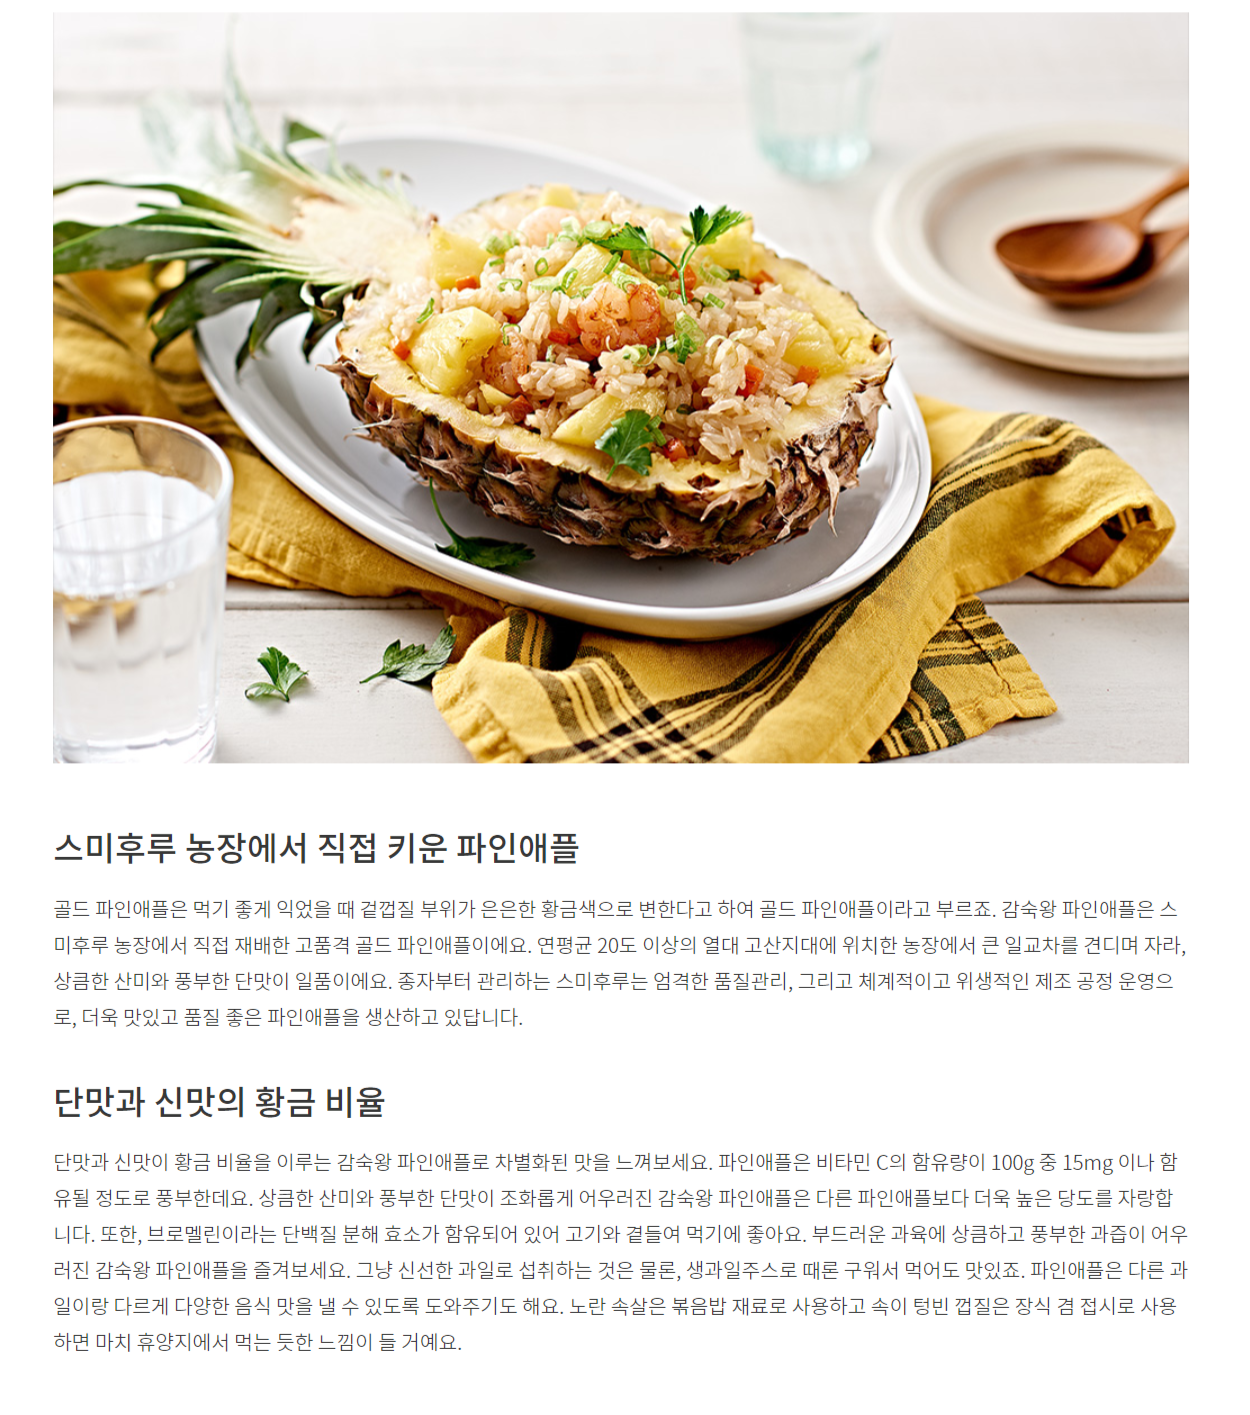 스미후루 농장에서 직접 키운 파인애플
골드 파인애플은 먹기 좋게 익었을 때 겉껍질 부위가 은은한 황금색으로 변한다고 하여 골드 파인애플이라고 부르죠. 감숙왕 파인애플은 스
미후루 농장에서 직접 재배한 고품격 골드 파인애플이에요. 연평균 20도 이상의 열대 고산지대에 위치한 농장에서 큰 일교차를 견디며 자라,
상큼한 산미와 풍부한 단맛이 일품이에요. 종자부터 관리하는 스미후루는 엄격한 품질관리, 그리고 체계적이고 위생적인 제조 공정 운영으
로, 더욱 맛있고 품질 좋은 파인애플을 생산하고 있답니다.
단맛과 신맛의 황금 비율
단맛과 신맛이 황금 비율을 이루는 감숙왕 파인애플로 차별화된 맛을 느껴보세요. 파인애플은 비타민 C의 함유량이 100g 중 15mg 이나 함
유될 정도로 풍부한데요. 상큼한 산미와 풍부한 단맛이 조화롭게 어우러진 감숙왕 파인애플은 다른 파인애플보다 더욱 높은 당도를 자랑합
니다. 또한, 브로멜린이라는 단백질 분해 효소가 함유되어 있어 고기와 곁들여 먹기에 좋아요. 부드러운 과육에 상큼하고 풍부한 과즙이 어우
러진 감숙왕 파인애플을 즐겨보세요. 그냥 신선한 과일로 섭취하는 것은 물론, 생과일주스로 때론 구워서 먹어도 맛있죠. 파인애플은 다른 과
일이랑 다르게 다양한 음식 맛을 낼 수 있도록 도와주기도 해요. 노란 속살은 볶음밥 재료로 사용하고 속이 텅빈 껍질은 장식 겸 접시로 사용
하면 마치 휴양지에서 먹는 듯한 느낌이 들 거예요.